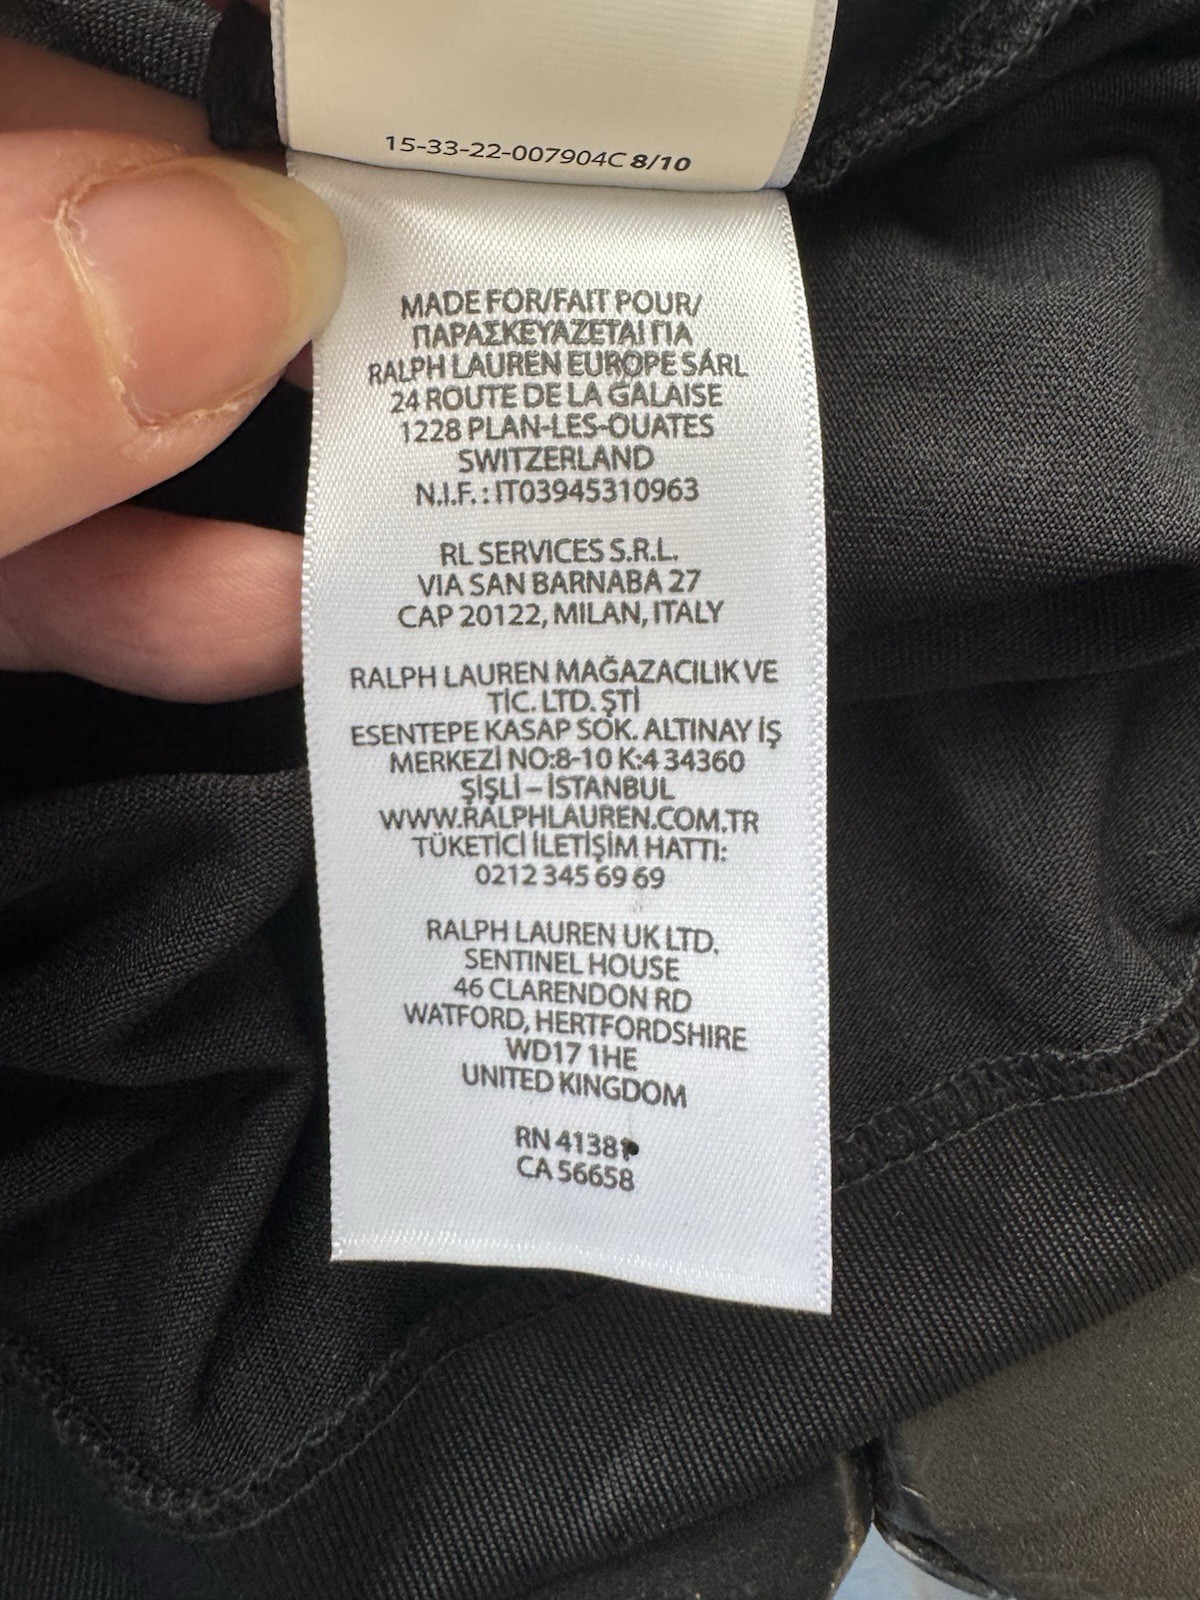 15-33-22-007904C 8/10
MADE FOR/FAIT POUR/
ΠΑΡΑΣΚΕΥΑΖΕΤΑΙ ΓΙΑ
RALPH LAUREN EUROPE SÀRL
24 ROUTE DE LA GALAISE
1228 PLAN-LES-OUATES
SWITZERLAND
N.I.F. : IT03945310963
RL SERVICES S.R.L.
VIA SAN BARNABA 27
CAP 20122, MILAN, ITALY
RALPH LAUREN MAĞAZACILIK VE
TİC. LTD. ŞTİ
ESENTEPE KASAP SOK. ALTINAY İŞ
MERKEZİ NO:8-10 K:4 34360
ŞİŞLİ – İSTANBUL
WWW.RALPHLAUREN.COM.TR
TÜKETİCİ İLETİŞİM HATTI:
0212 345 69 69
RALPH LAUREN UK LTD.
SENTINEL HOUSE
46 CLARENDON RD
WATFORD, HERTFORDSHIRE
WD17 1HE
UNITED KINGDOM
RN 41381
CA 56658